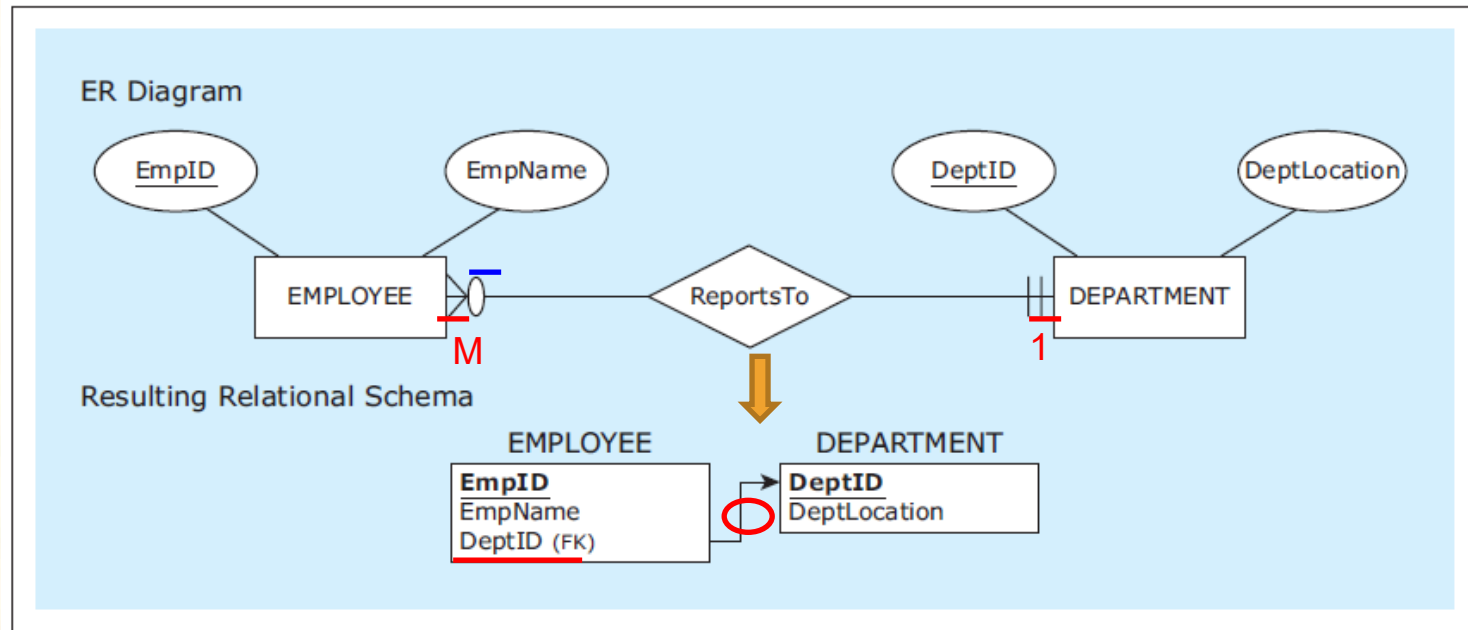 ER Diagram
EmpID
EmpName
DeptID
DeptLocation
EMPLOYEE
ReportsTo
DEPARTMENT
M
1
Resulting Relational Schema
EMPLOYEE
EmpID
EmpName
DeptID (FK)
DEPARTMENT
DeptID
DeptLocation